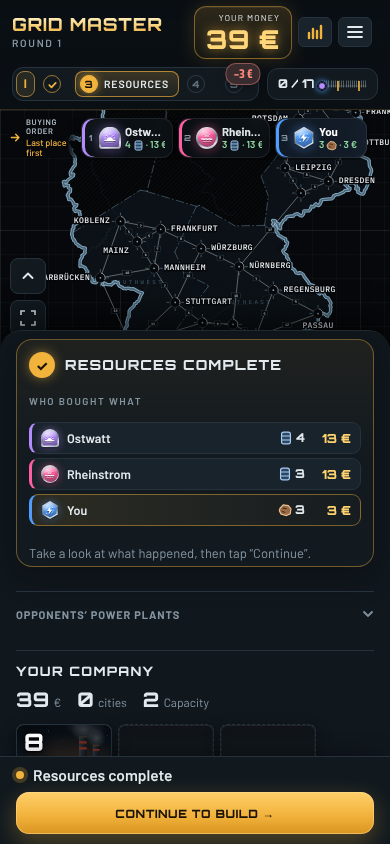 GRID MASTER
ROUND 1
YOUR MONEY
39 €
1
3 RESOURCES
4
-3 €
0 / 17
POTSDAM
BUYING ORDER
Last place first
1 Ostw...
4 · 13 €
2 Rhein...
3 · 13 €
3 You
3 · 3 €
LEIPZIG
DRESDEN
KOBLENZ
FRANKFURT
MAINZ
WÜRZBURG
MANNHEIM
NÜRNBERG
ARBRÜCKEN
REGENSBURG
STUTTGART
PASSAU
RESOURCES COMPLETE
WHO BOUGHT WHAT
Ostwatt 4 13 €
Rheinstrom 3 13 €
You 3 3 €
Take a look at what happened, then tap “Continue”.
OPPONENTS’ POWER PLANTS
YOUR COMPANY
39 € 0 cities 2 Capacity
8
Resources complete
CONTINUE TO BUILD →